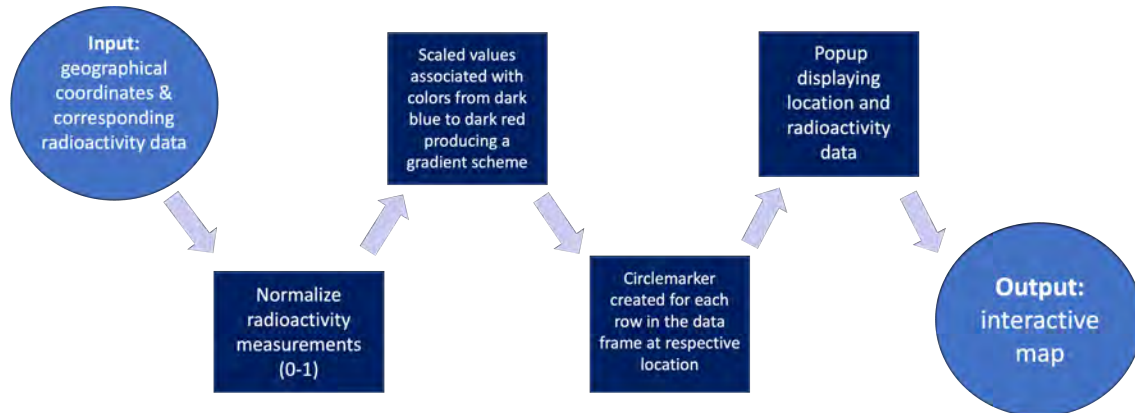 Input:
geographical
coordinates &
corresponding
radioactivity data
Normalize
radioactivity
measurements
(0-1)
Scaled values
associated with
colors from dark
blue to dark red
producing a
gradient scheme
Circlemarker
created for each
row in the data
frame at respective
location
Popup
displaying
location and
radioactivity
data
Output:
interactive
map